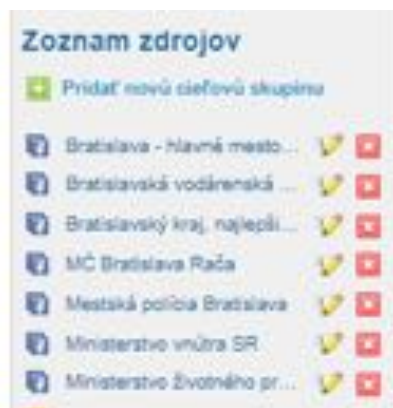 Zoznam zdrojov
Pridať novú cieľovú skupinu
Bratislava - hlavné mesto...
Bratislavská vodárenská ...
Bratislavský kraj, najlepši...
MČ Bratislava Rača
Mestská polícia Bratislava
Ministerstvo vnútra SR
Ministerstvo životného pr...